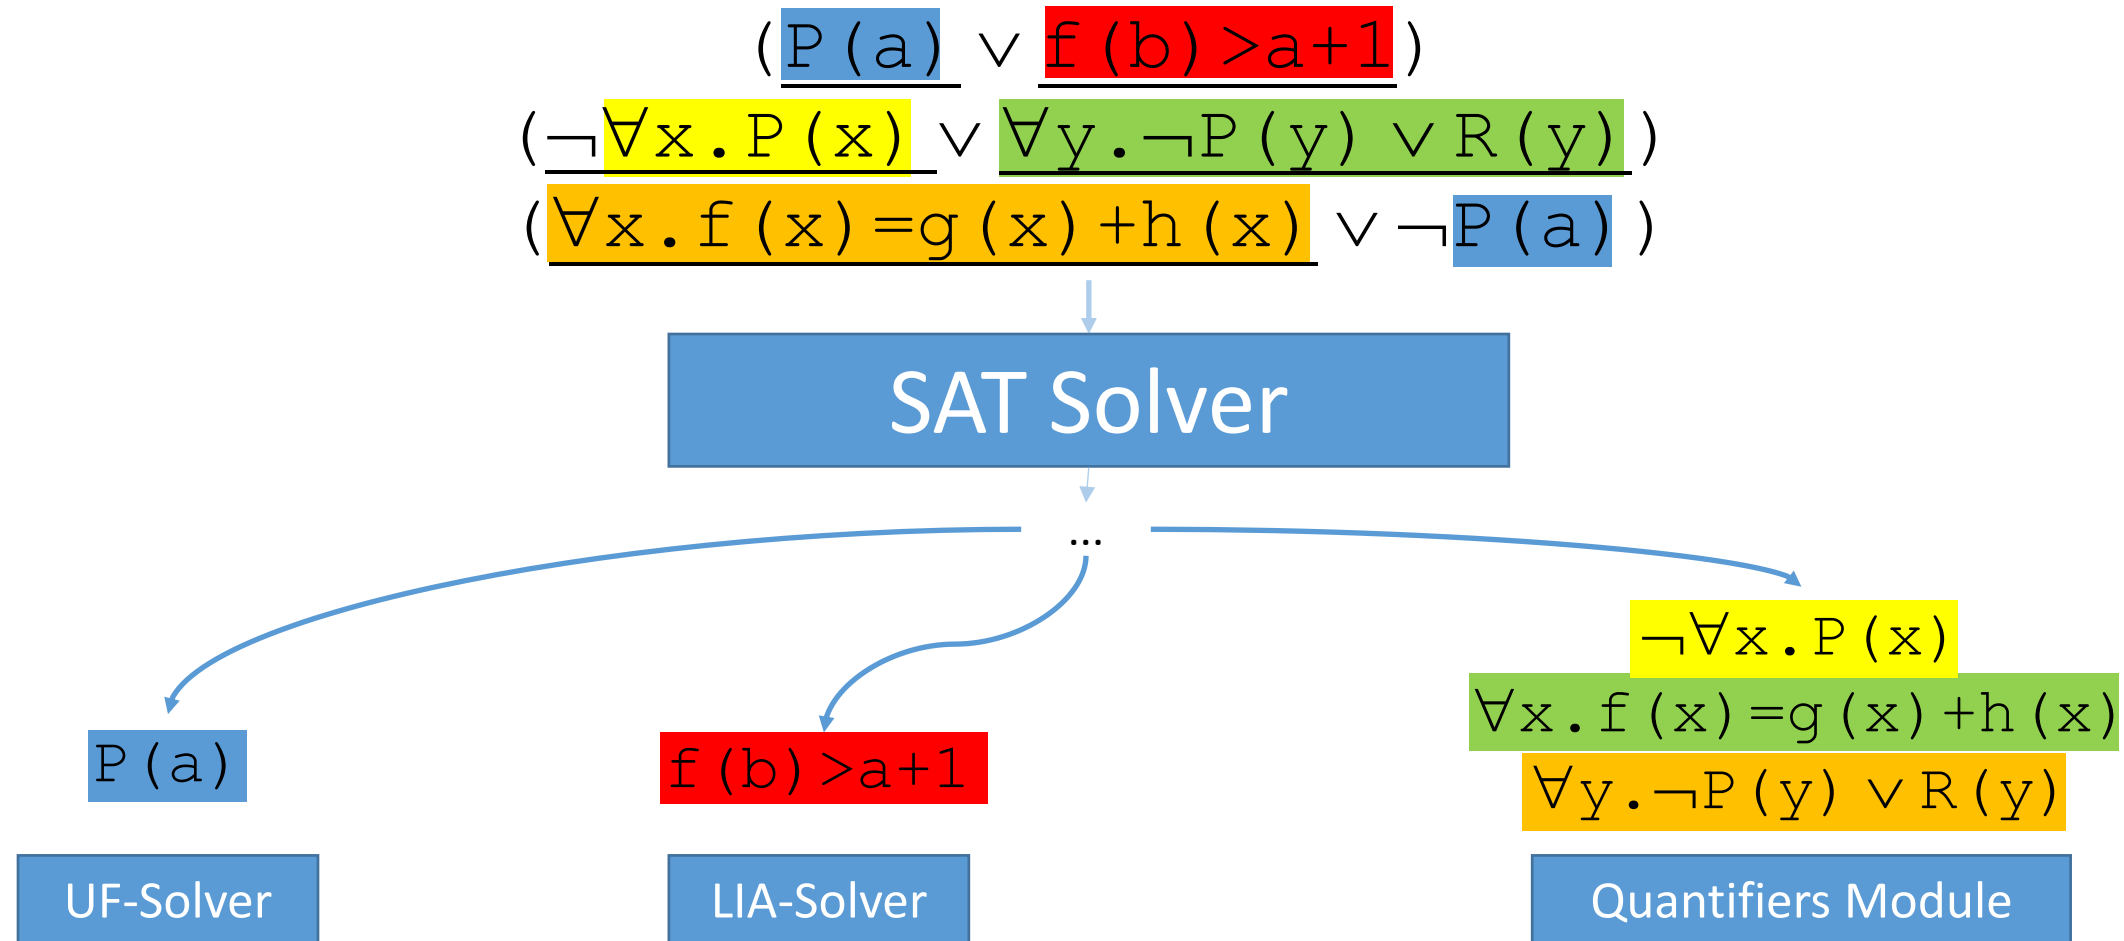 (P(a) ∨ f(b)>a+1)
(¬∀x.P(x) ∨ ∀y.¬P(y) ∨ R(y))
(∀x.f(x)=g(x)+h(x) ∨ ¬P(a))
SAT Solver
...
¬∀x.P(x)
∀x.f(x)=g(x)+h(x)
P(a)
f(b)>a+1
∀y.¬P(y) ∨ R(y)
UF-Solver
LIA-Solver
Quantifiers Module